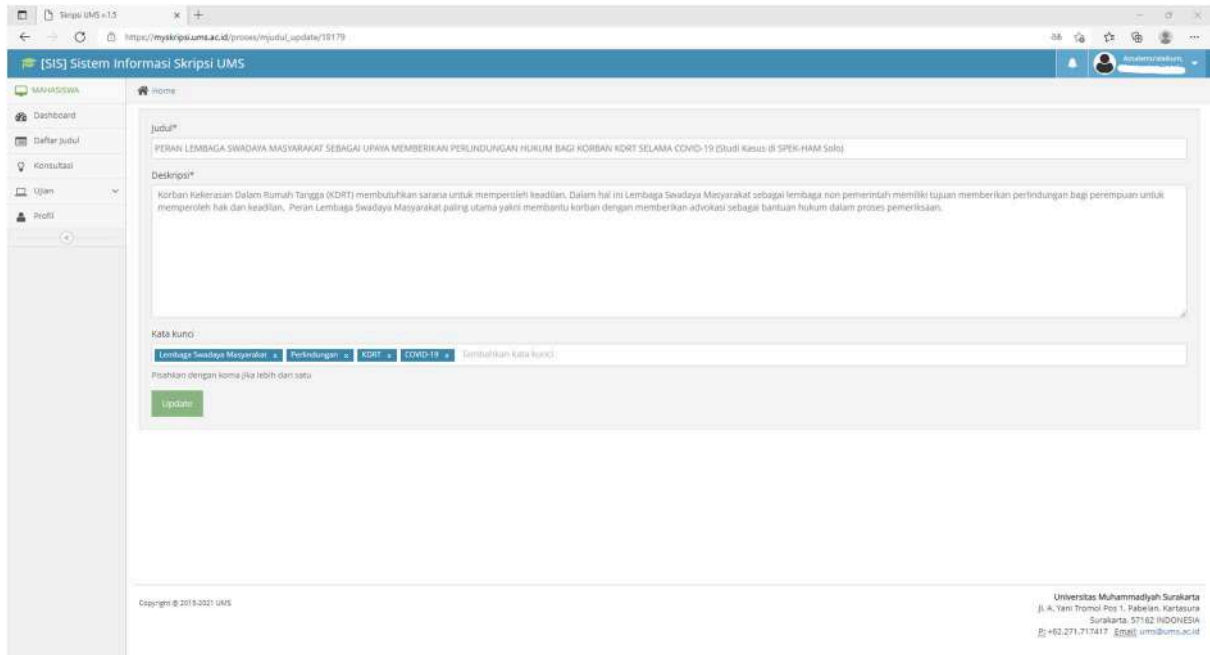 Skripsi UMS v.1.5
https://myskripsi.ums.ac.id/proses/mjudul_update/18179
[SIS] Sistem Informasi Skripsi UMS
MAHASISWA
Home
Dashboard
Daftar Judul
Konsultasi
Ujian
Profil
Judul*
PERAN LEMBAGA SWADAYA MASYARAKAT SEBAGAI UPAYA MEMBERIKAN PERLINDUNGAN HUKUM BAGI KORBAN KDRT SELAMA COVID-19 (Studi Kasus di SPEK-HAM Solo)
Deskripsi*
Korban Kekerasan Dalam Rumah Tangga (KDRT) membutuhkan sarana untuk memperoleh keadilan. Dalam hal ini Lembaga Swadaya Masyarakat sebagai lembaga non pemerintah memiliki tujuan memberikan perlindungan bagi perempuan untuk
memperoleh hak dan keadilan. Peran Lembaga Swadaya Masyarakat paling utama yakni membantu korban dengan memberikan advokasi sebagai bantuan hukum dalam proses pemeriksaan.
Kata kunci
Lembaga Swadaya Masyarakat x Perlindungan x KDRT x COVID-19 x Tambahkan kata kunci
Pisahkan dengan koma jika lebih dari satu
Update
Copyright @ 2015-2021 UMS
Universitas Muhammadiyah Surakarta
Jl. A. Yani Tromol Pos 1. Pabelan. Kartasura
Surakarta. 57162 INDONESIA
P: +62.271.717417 Email: ums@ums.ac.id